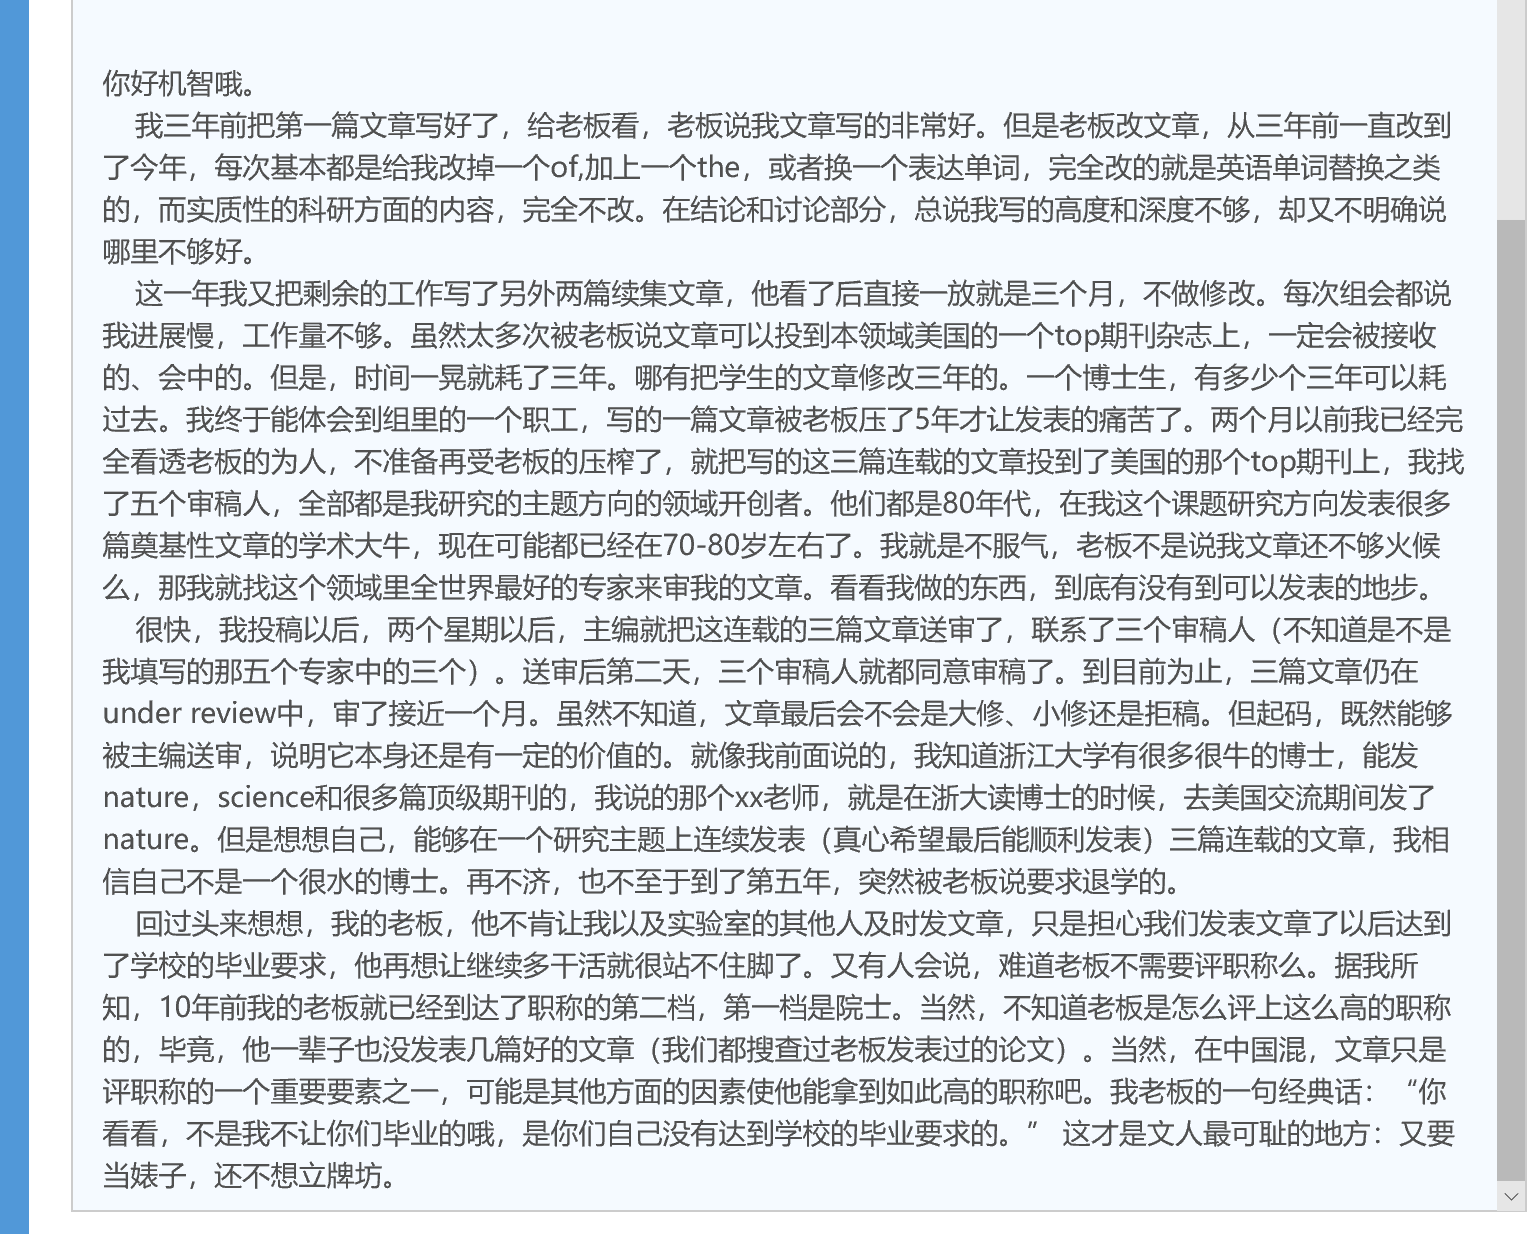 你好机智哦。
我三年前把第一篇文章写好了，给老板看，老板说我文章写的非常好。但是老板改文章，从三年前一直改到
了今年，每次基本都是给我改掉一个of,加上一个the，或者换一个表达单词，完全改的就是英语单词替换之类
的，而实质性的科研方面的内容，完全不改。在结论和讨论部分，总说我写的高度和深度不够，却又不明确说
哪里不够好。
这一年我又把剩余的工作写了另外两篇续集文章，他看了后直接一放就是三个月，不做修改。每次组会都说
我进展慢，工作量不够。虽然太多次被老板说文章可以投到本领域美国的一个top期刊杂志上，一定会被接收
的、会中的。但是，时间一晃就耗了三年。哪有把学生的文章修改三年的。一个博士生，有多少个三年可以耗
过去。我终于能体会到组里的一个职工，写的一篇文章被老板压了5年才让发表的痛苦了。两个月以前我已经完
全看透老板的为人，不准备再受老板的压榨了，就把写的这三篇连载的文章投到了美国的那个top期刊上，我找
了五个审稿人，全部都是我研究的主题方向的领域开创者。他们都是80年代，在我这个课题研究方向发表很多
篇奠基性文章的学术大牛，现在可能都已经在70-80岁左右了。我就是不服气，老板不是说我文章还不够火候
么，那我就找这个领域里全世界最好的专家来审我的文章。看看我做的东西，到底有没有到可以发表的地步。
很快，我投稿以后，两个星期以后，主编就把这连载的三篇文章送审了，联系了三个审稿人（不知道是不是
我填写的那五个专家中的三个）。送审后第二天，三个审稿人就都同意审稿了。到目前为止，三篇文章仍在
under review中，审了接近一个月。虽然不知道，文章最后会不会是大修、小修还是拒稿。但起码，既然能够
被主编送审，说明它本身还是有一定的价值的。就像我前面说的，我知道浙江大学有很多很牛的博士，能发
nature，science和很多篇顶级期刊的，我说的那个xx老师，就是在浙大读博士的时候，去美国交流期间发了
nature。但是想想自己，能够在一个研究主题上连续发表（真心希望最后能顺利发表）三篇连载的文章，我相
信自己不是一个很水的博士。再不济，也不至于到了第五年，突然被老板说要求退学的。
回过头来想想，我的老板，他不肯让我以及实验室的其他人及时发文章，只是担心我们发表文章了以后达到
了学校的毕业要求，他再想让继续多干活就很站不住脚了。又有人会说，难道老板不需要评职称么。据我所
知，10年前我的老板就已经到达了职称的第二档，第一档是院士。当然，不知道老板是怎么评上这么高的职称
的，毕竟，他一辈子也没发表几篇好的文章（我们都搜查过老板发表过的论文）。当然，在中国混，文章只是
评职称的一个重要要素之一，可能是其他方面的因素使他能拿到如此高的职称吧。我老板的一句经典话：“你
看看，不是我不让你们毕业的哦，是你们自己没有达到学校的毕业要求的。” 这才是文人最可耻的地方：又要
当婊子，还不想立牌坊。